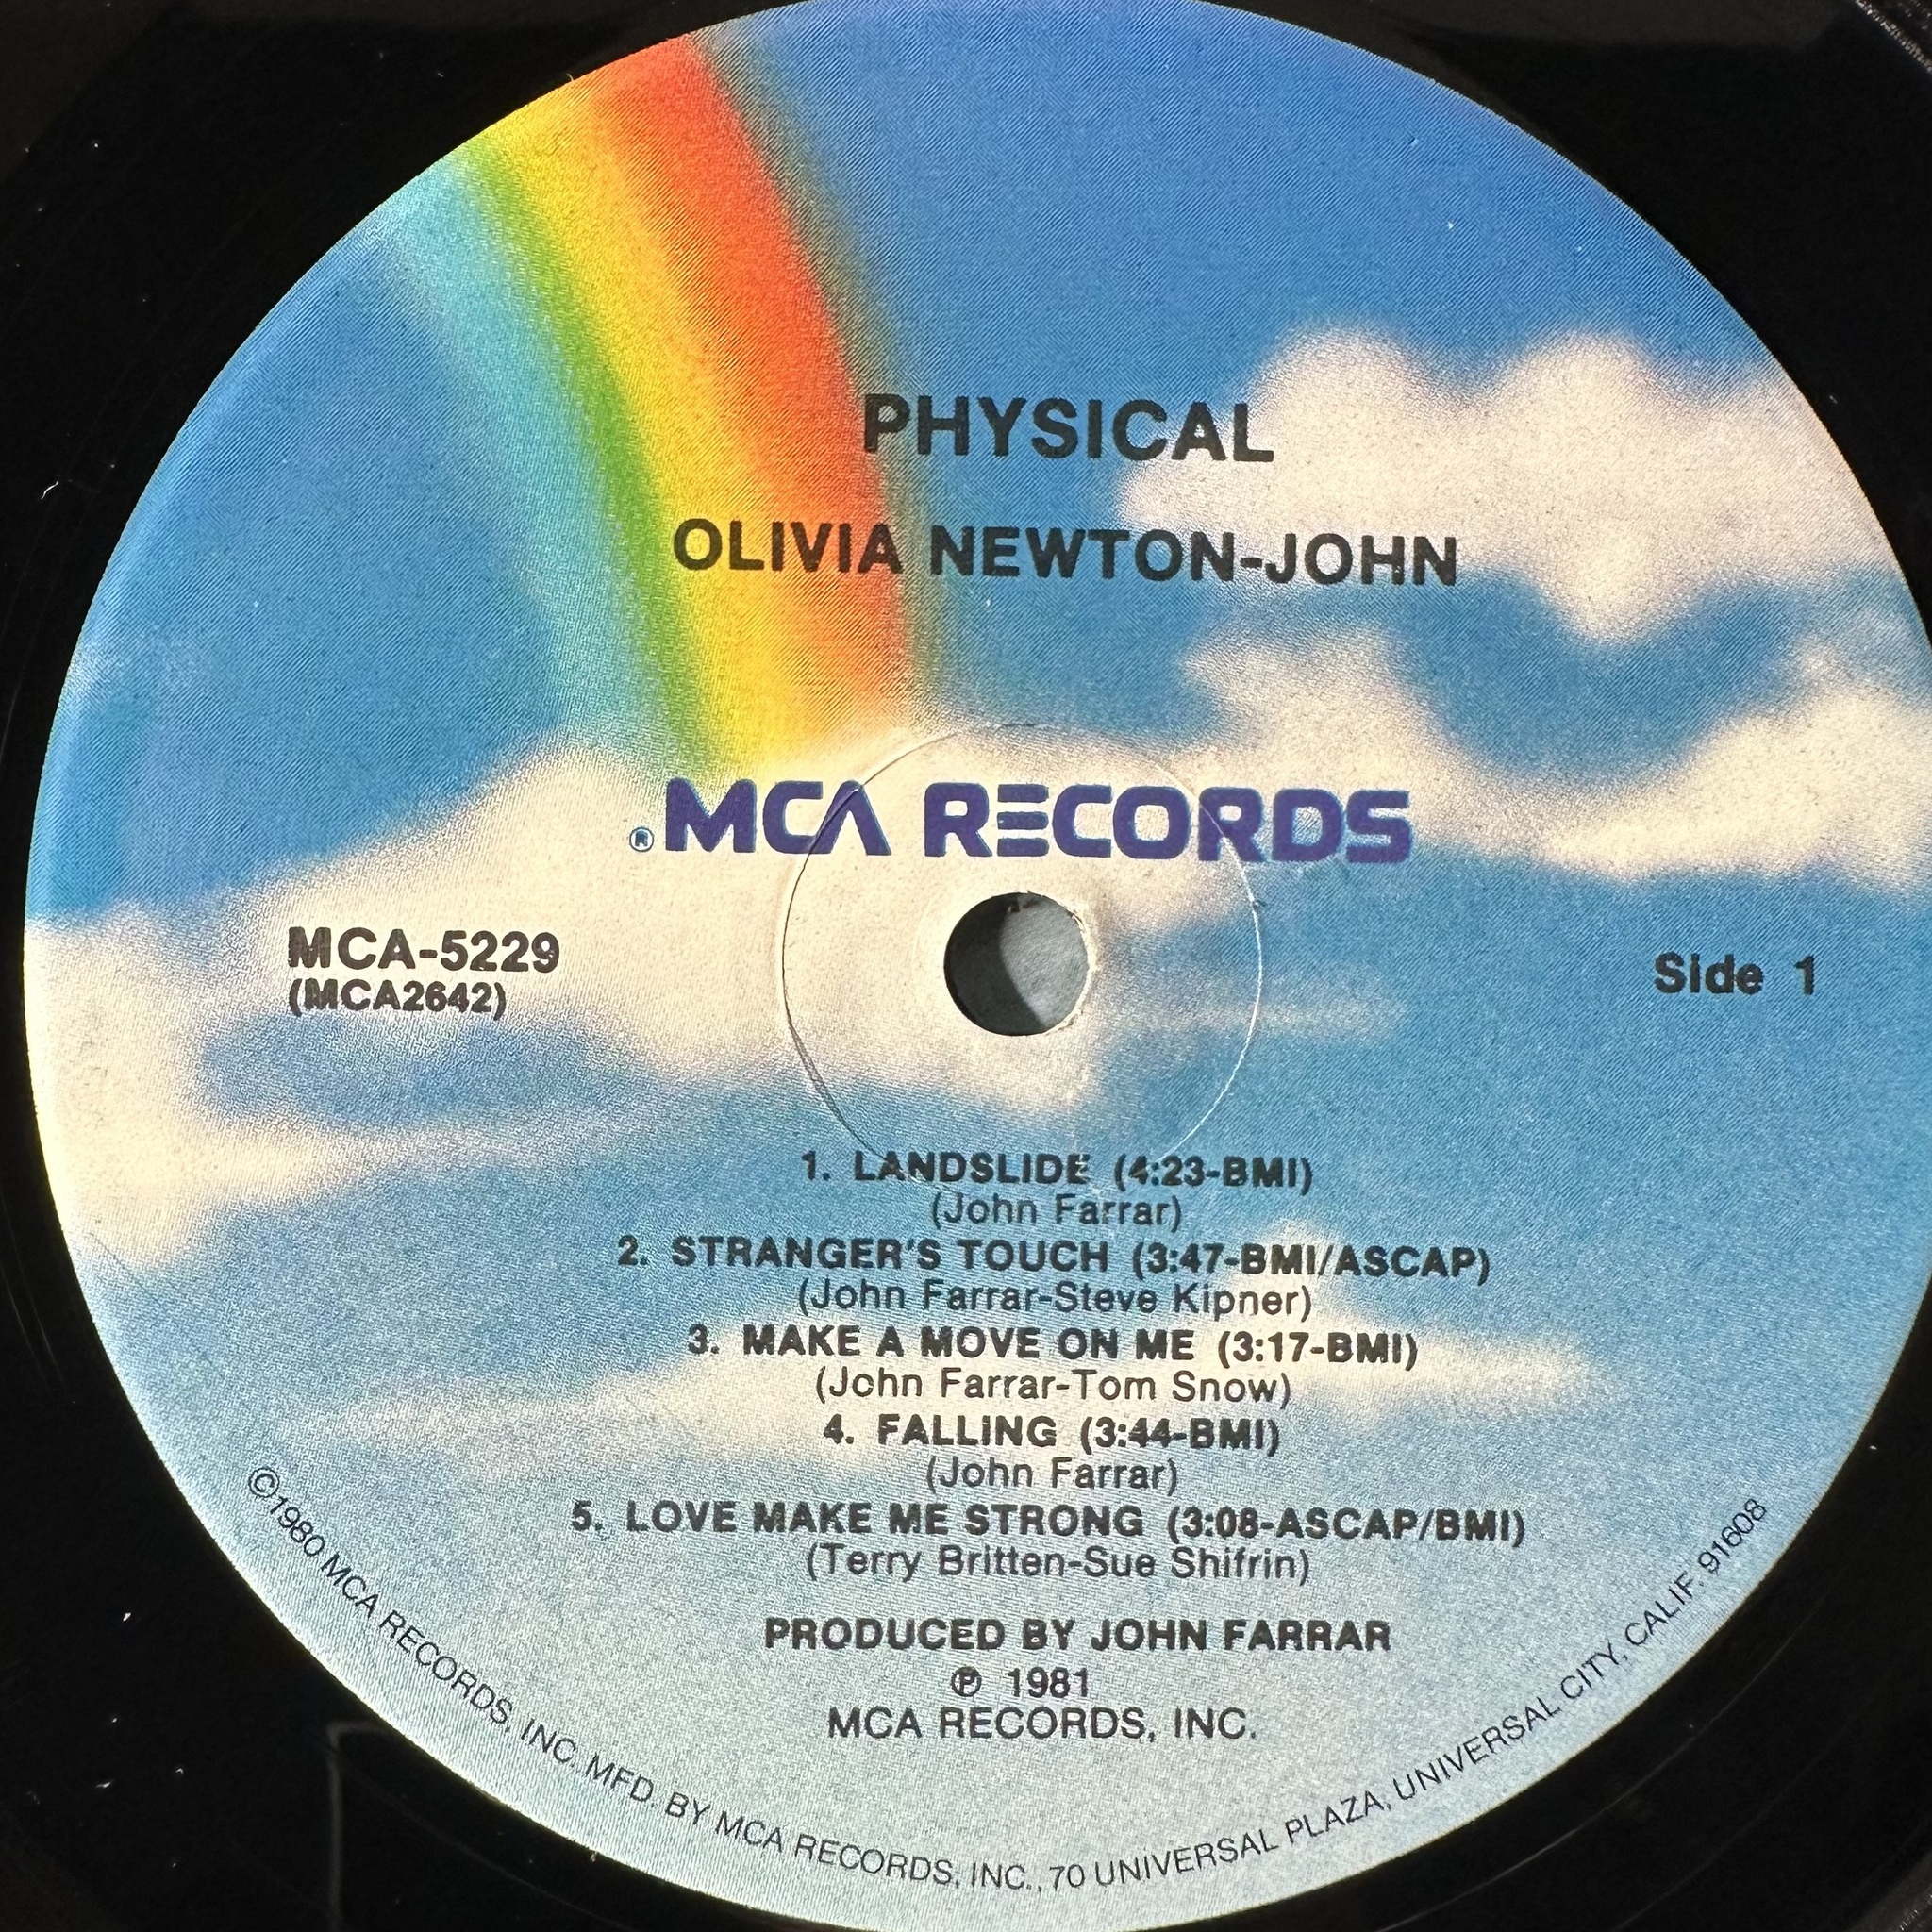 PHYSICAL
OLIVIA NEWTON-JOHN
® MCA RECORDS
MCA-5229
(MCA2642)
Side 1
1. LANDSLIDE (4:23-BMI)
(John Farrar)
2. STRANGER'S TOUCH (3:47-BMI/ASCAP)
(John Farrar-Steve Kipner)
3. MAKE A MOVE ON ME (3:17-BMI)
(John Farrar-Tom Snow)
4. FALLING (3:44-BMI)
(John Farrar)
5. LOVE MAKE ME STRONG (3:08-ASCAP/BMI)
(Terry Britten-Sue Shifrin)
PRODUCED BY JOHN FARRAR
℗ 1981
MCA RECORDS, INC.
©1980 MCA RECORDS, INC. MFD. BY MCA RECORDS, INC., 70 UNIVERSAL PLAZA, UNIVERSAL CITY, CALIF. 91608